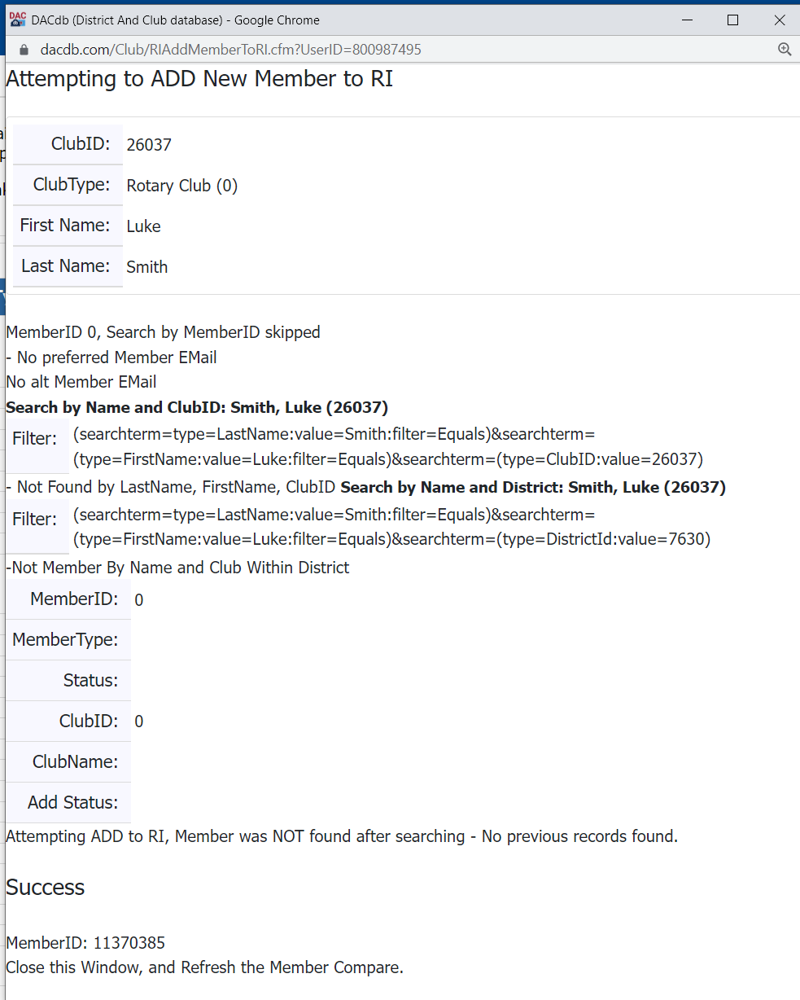 DAC DACdb (District And Club database) - Google Chrome
dacdb.com/Club/RIAddMemberToRI.cfm?UserID=800987495
Attempting to ADD New Member to RI
ClubID: 26037
ClubType: Rotary Club (0)
First Name: Luke
Last Name: Smith
MemberID 0, Search by MemberID skipped
- No preferred Member EMail
No alt Member EMail
Search by Name and ClubID: Smith, Luke (26037)
Filter: (searchterm=type=LastName:value=Smith:filter=Equals)&searchterm=
(type=FirstName:value=Luke:filter=Equals)&searchterm=(type=ClubID:value=26037)
- Not Found by LastName, FirstName, ClubID Search by Name and District: Smith, Luke (26037)
Filter: (searchterm=type=LastName:value=Smith:filter=Equals)&searchterm=
(type=FirstName:value=Luke:filter=Equals)&searchterm=(type=DistrictId:value=7630)
-Not Member By Name and Club Within District
MemberID: 0
MemberType:
Status:
ClubID: 0
ClubName:
Add Status:
Attempting ADD to RI, Member was NOT found after searching - No previous records found.
Success
MemberID: 11370385
Close this Window, and Refresh the Member Compare.